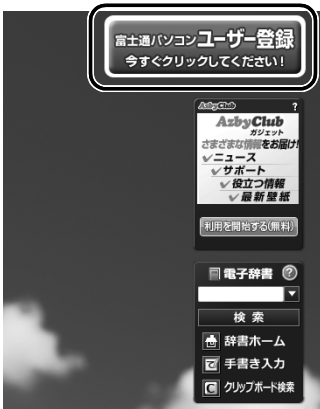 富士通パソコンユーザー登録
今すぐクリックしてください!
AzbyClub ?
AzbyClub
ガジェット
さまざまな情報をお届け!
ニュース
サポート
役立つ情報
最新壁紙
利用を開始する(無料)
電子辞書 ?
検 索
辞書ホーム
手書き入力
C クリップボード検索